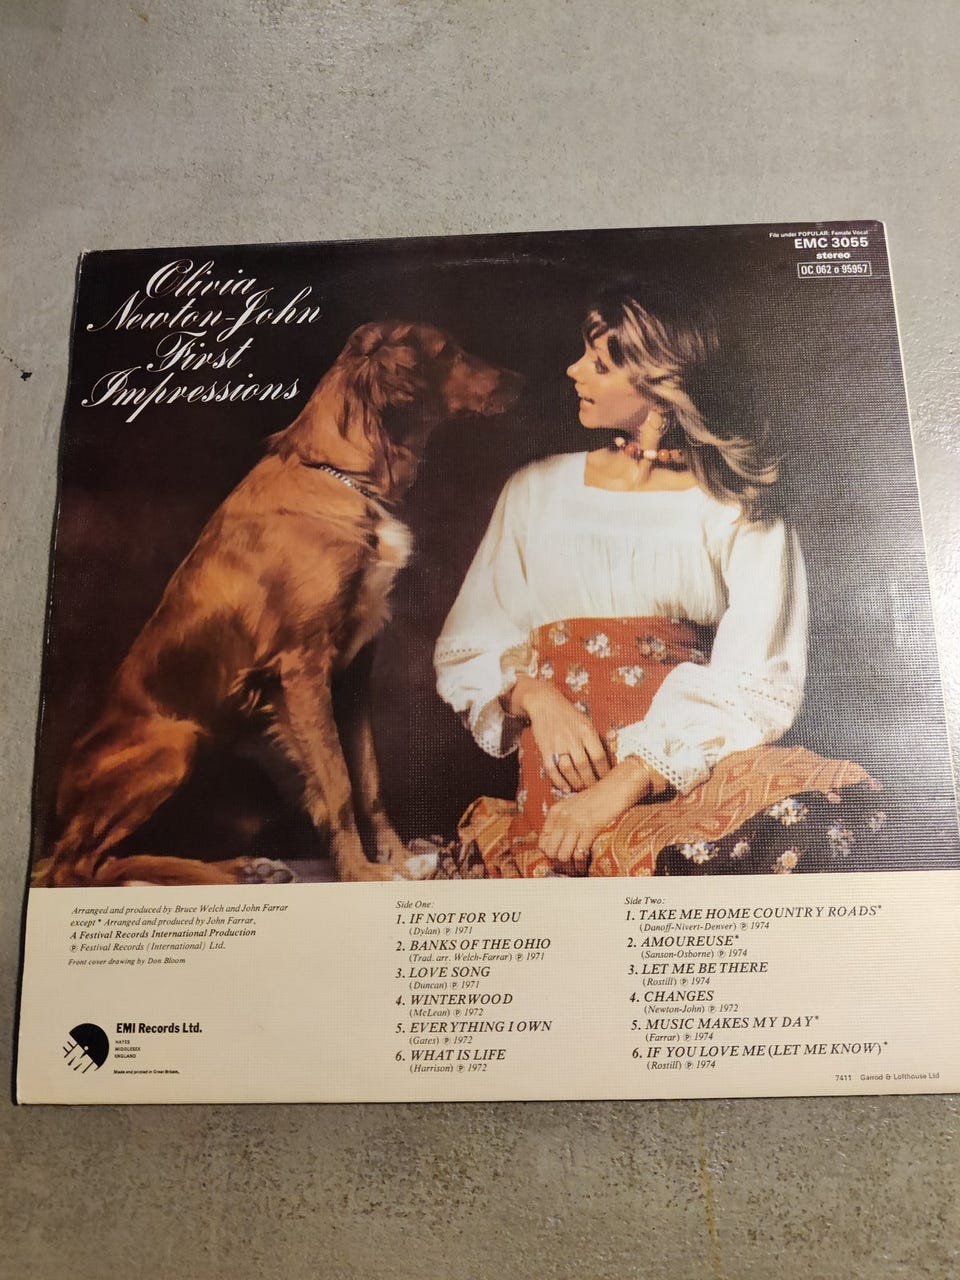 File under POPULAR: Female Vocal
EMC 3055
stereo
OC 062 o 95957
Olivia
Newton-John
First
Impressions
Arranged and produced by Bruce Welch and John Farrar
except * Arranged and produced by John Farrar.
A Festival Records International Production
℗ Festival Records (International) Ltd.
Front cover drawing by Don Bloom
EMI
EMI Records Ltd.
HAYES
MIDDLESEX
ENGLAND
Made and printed in Great Britain.
Side One:
1. IF NOT FOR YOU
(Dylan) ℗ 1971
2. BANKS OF THE OHIO
(Trad. arr. Welch-Farrar) ℗ 1971
3. LOVE SONG
(Duncan) ℗ 1971
4. WINTERWOOD
(McLean) ℗ 1972
5. EVERYTHING I OWN
(Gates) ℗ 1972
6. WHAT IS LIFE
(Harrison) ℗ 1972
Side Two:
1. TAKE ME HOME COUNTRY ROADS*
(Danoff-Nivert-Denver) ℗ 1974
2. AMOUREUSE*
(Sanson-Osborne) ℗ 1974
3. LET ME BE THERE
(Rostill) ℗ 1974
4. CHANGES
(Newton-John) ℗ 1972
5. MUSIC MAKES MY DAY*
(Farrar) ℗ 1974
6. IF YOU LOVE ME (LET ME KNOW)*
(Rostill) ℗ 1974
7411 Garrod & Lofthouse Ltd